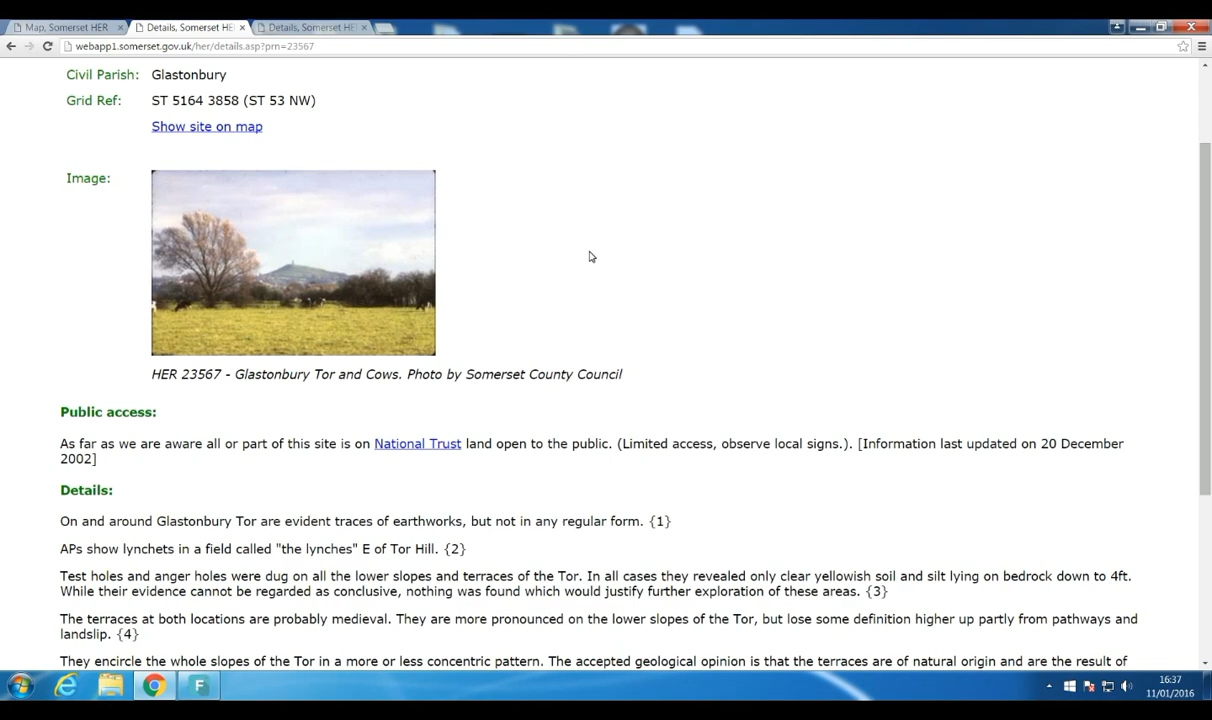 Map, Somerset HER
Details, Somerset HE
Details, Somerset HE
webapp1.somerset.gov.uk/her/details.asp?prn=23567
Civil Parish: Glastonbury
Grid Ref: ST 5164 3858 (ST 53 NW)
Show site on map
Image:
HER 23567 - Glastonbury Tor and Cows. Photo by Somerset County Council
Public access:
As far as we are aware all or part of this site is on National Trust land open to the public. (Limited access, observe local signs.). [Information last updated on 20 December
2002]
Details:
On and around Glastonbury Tor are evident traces of earthworks, but not in any regular form. {1}
APs show lynchets in a field called "the lynches" E of Tor Hill. {2}
Test holes and anger holes were dug on all the lower slopes and terraces of the Tor. In all cases they revealed only clear yellowish soil and silt lying on bedrock down to 4ft.
While their evidence cannot be regarded as conclusive, nothing was found which would justify further exploration of these areas. {3}
The terraces at both locations are probably medieval. They are more pronounced on the lower slopes of the Tor, but lose some definition higher up partly from pathways and
landslip. {4}
They encircle the whole slopes of the Tor in a more or less concentric pattern. The accepted geological opinion is that the terraces are of natural origin and are the result of
F
16:37
11/01/2016